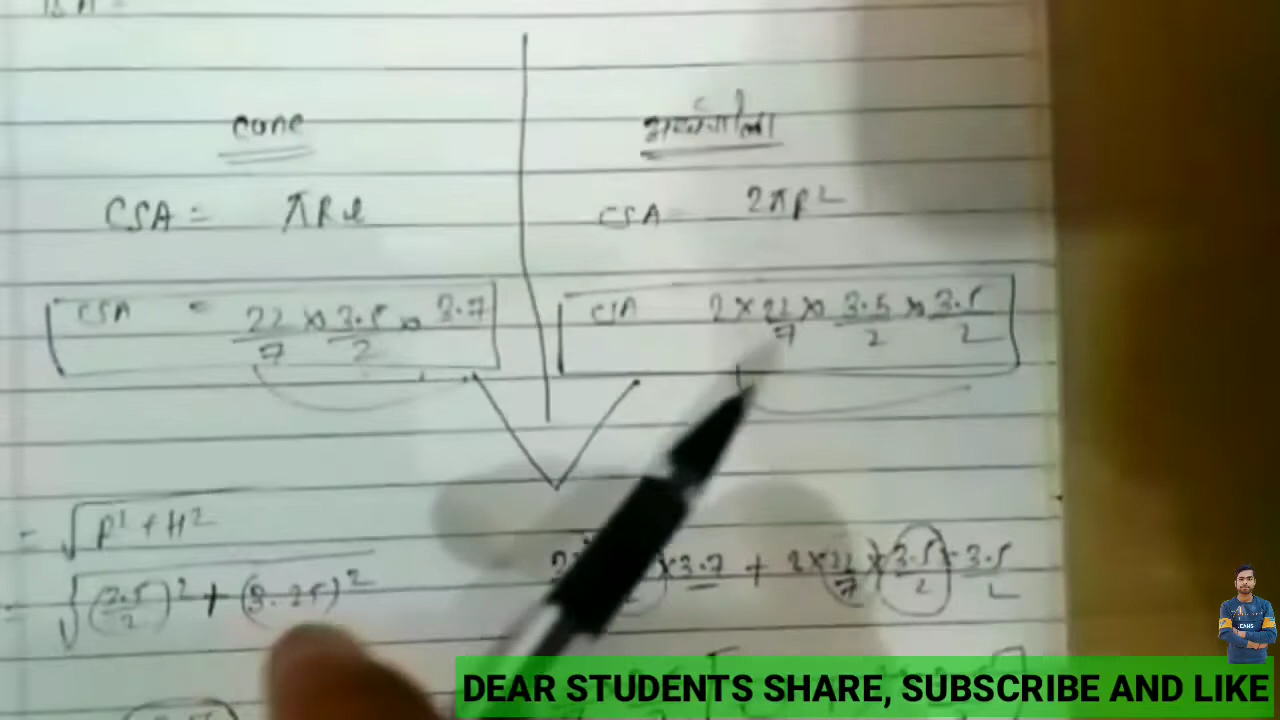 cone
अर्द्धगोला
CSA = πRl
CSA 2πR²
CSA = 22/7 × 3.5/2 × 3.7
CSA 2 × 22/7 × 3.5/2 × 3.5/2
= √R² + H²
= √(3.5/2)² + (3.25)²
× 3.7 + 2 × 22/7 × 3.5/2 × 3.5/2
DEAR STUDENTS SHARE, SUBSCRIBE AND LIKE